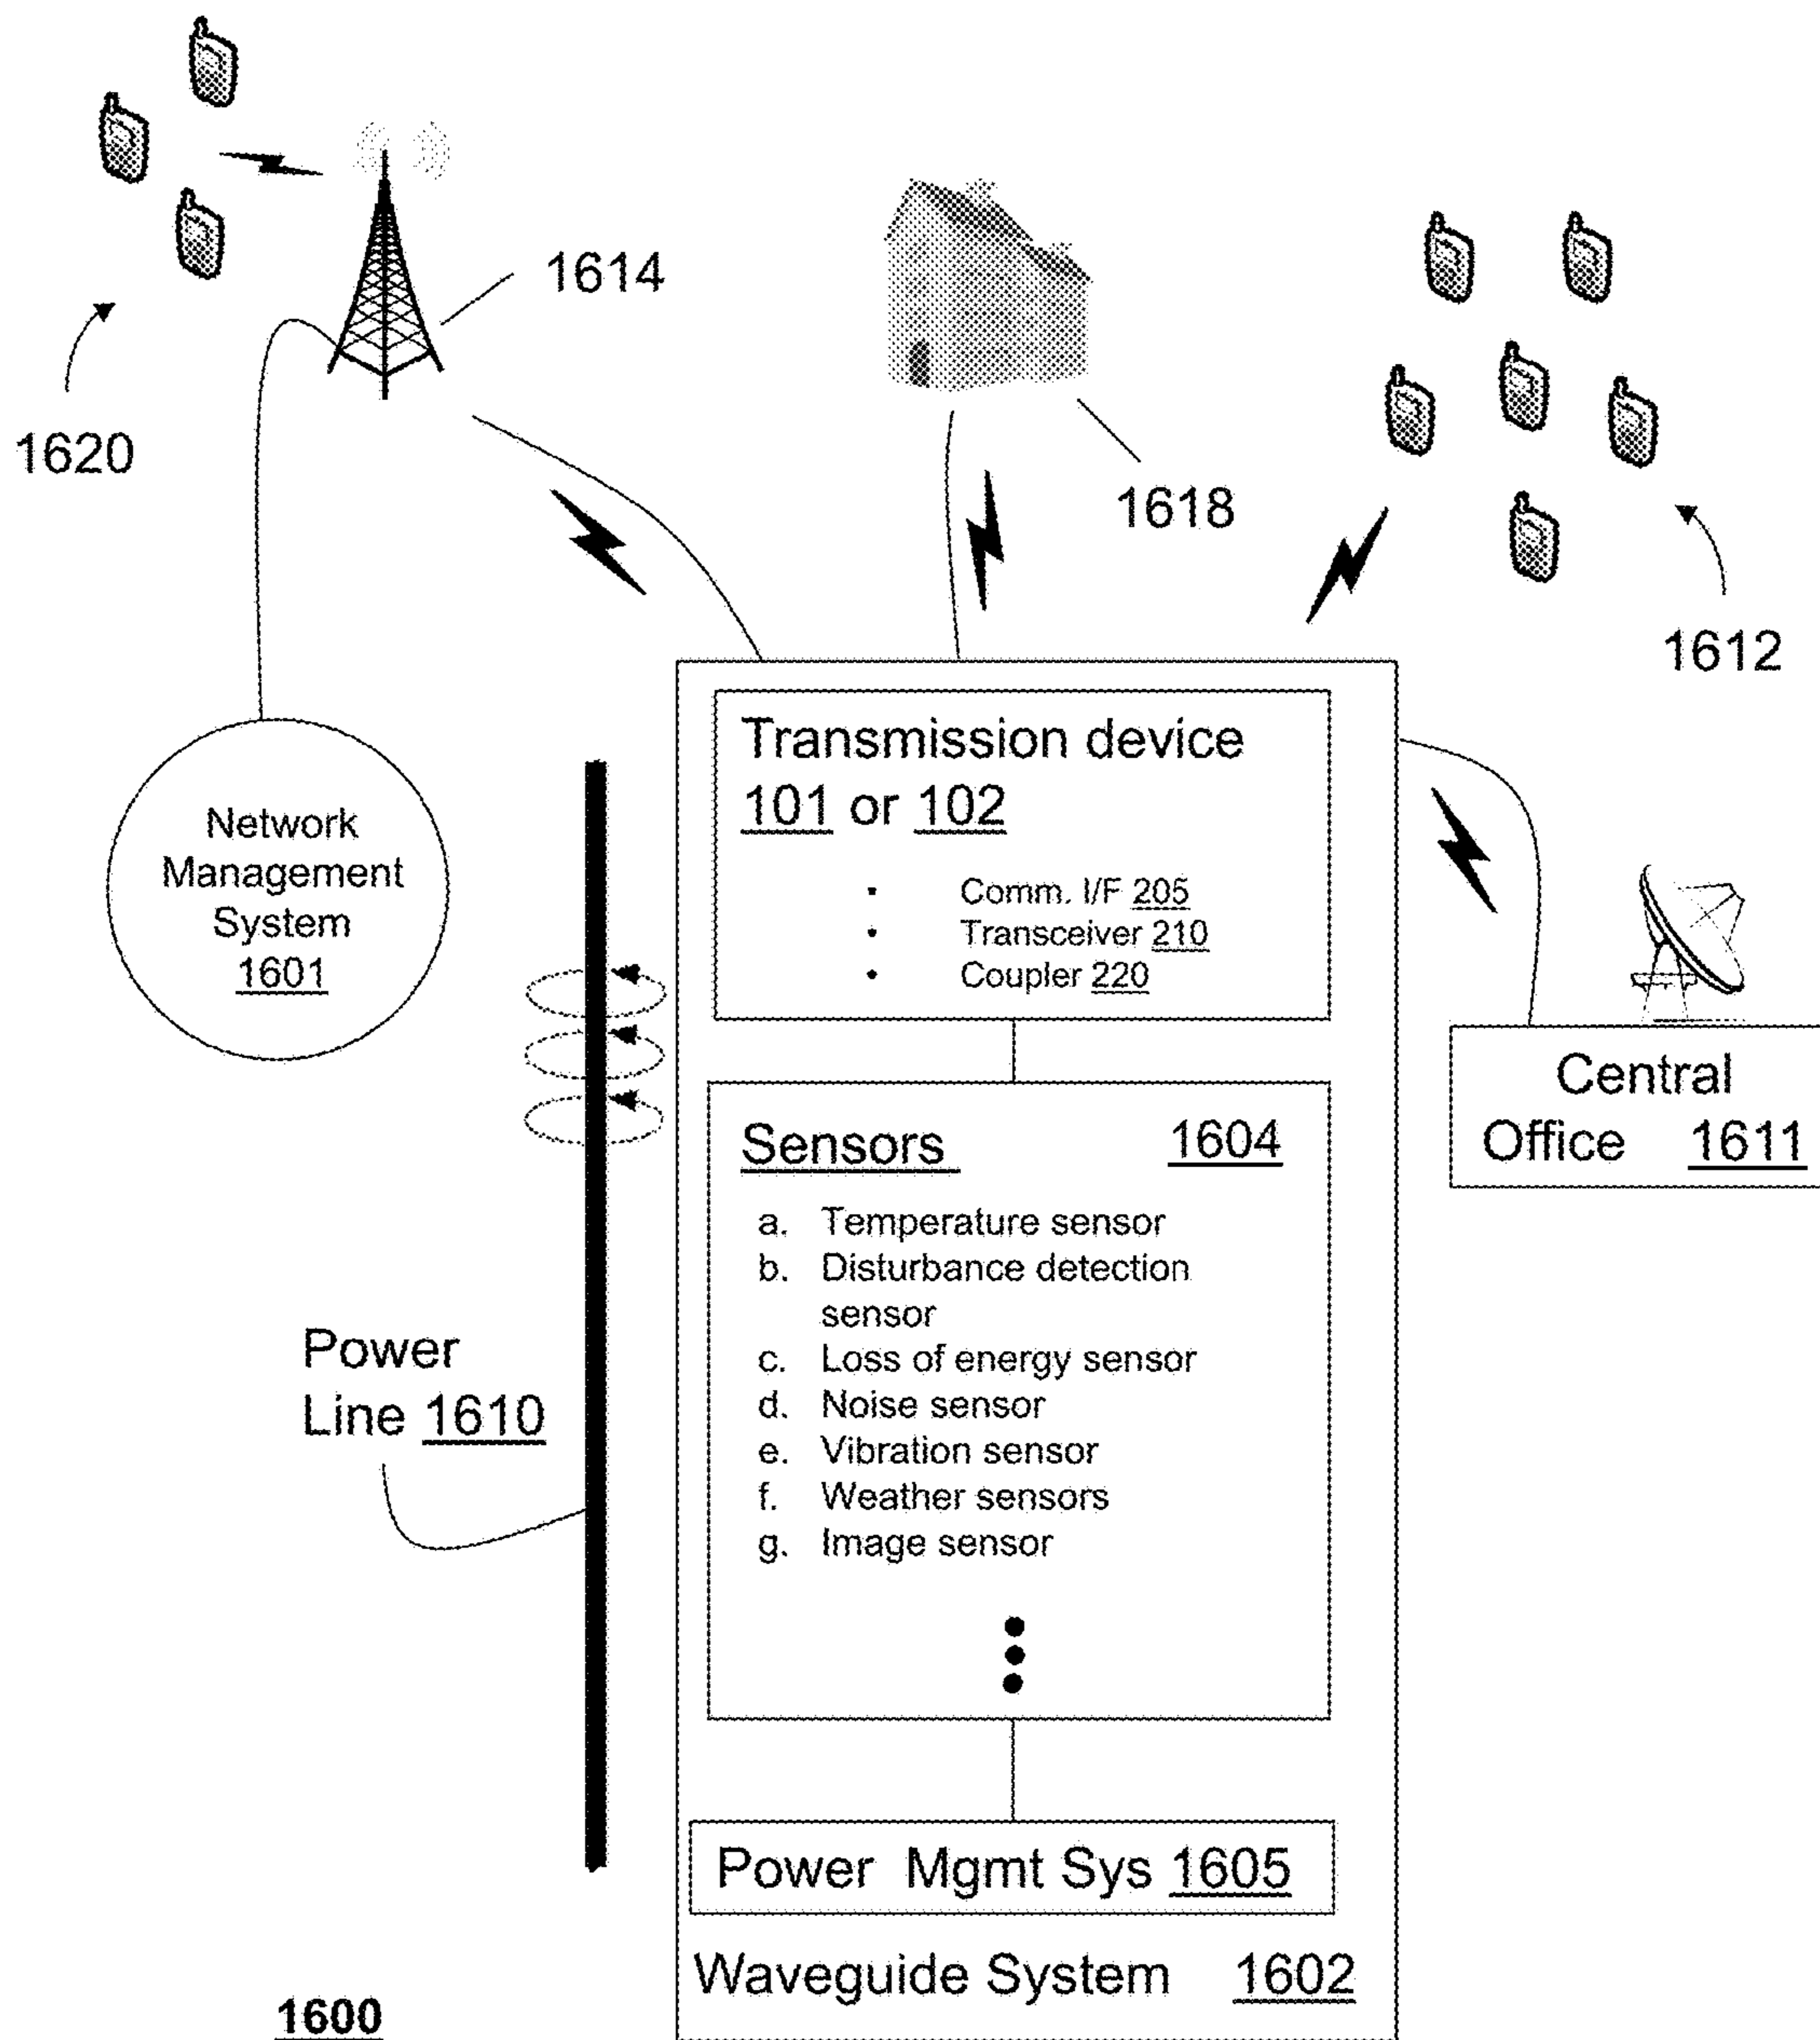 1614
1620
1618
1612
Network
Management
System
1601
Transmission device
101 or 102
• Comm. I/F 205
• Transceiver 210
• Coupler 220
Central
Office 1611
Sensors 1604
a. Temperature sensor
b. Disturbance detection
sensor
c. Loss of energy sensor
d. Noise sensor
e. Vibration sensor
f. Weather sensors
g. Image sensor
Power
Line 1610
Power Mgmt Sys 1605
Waveguide System 1602
1600